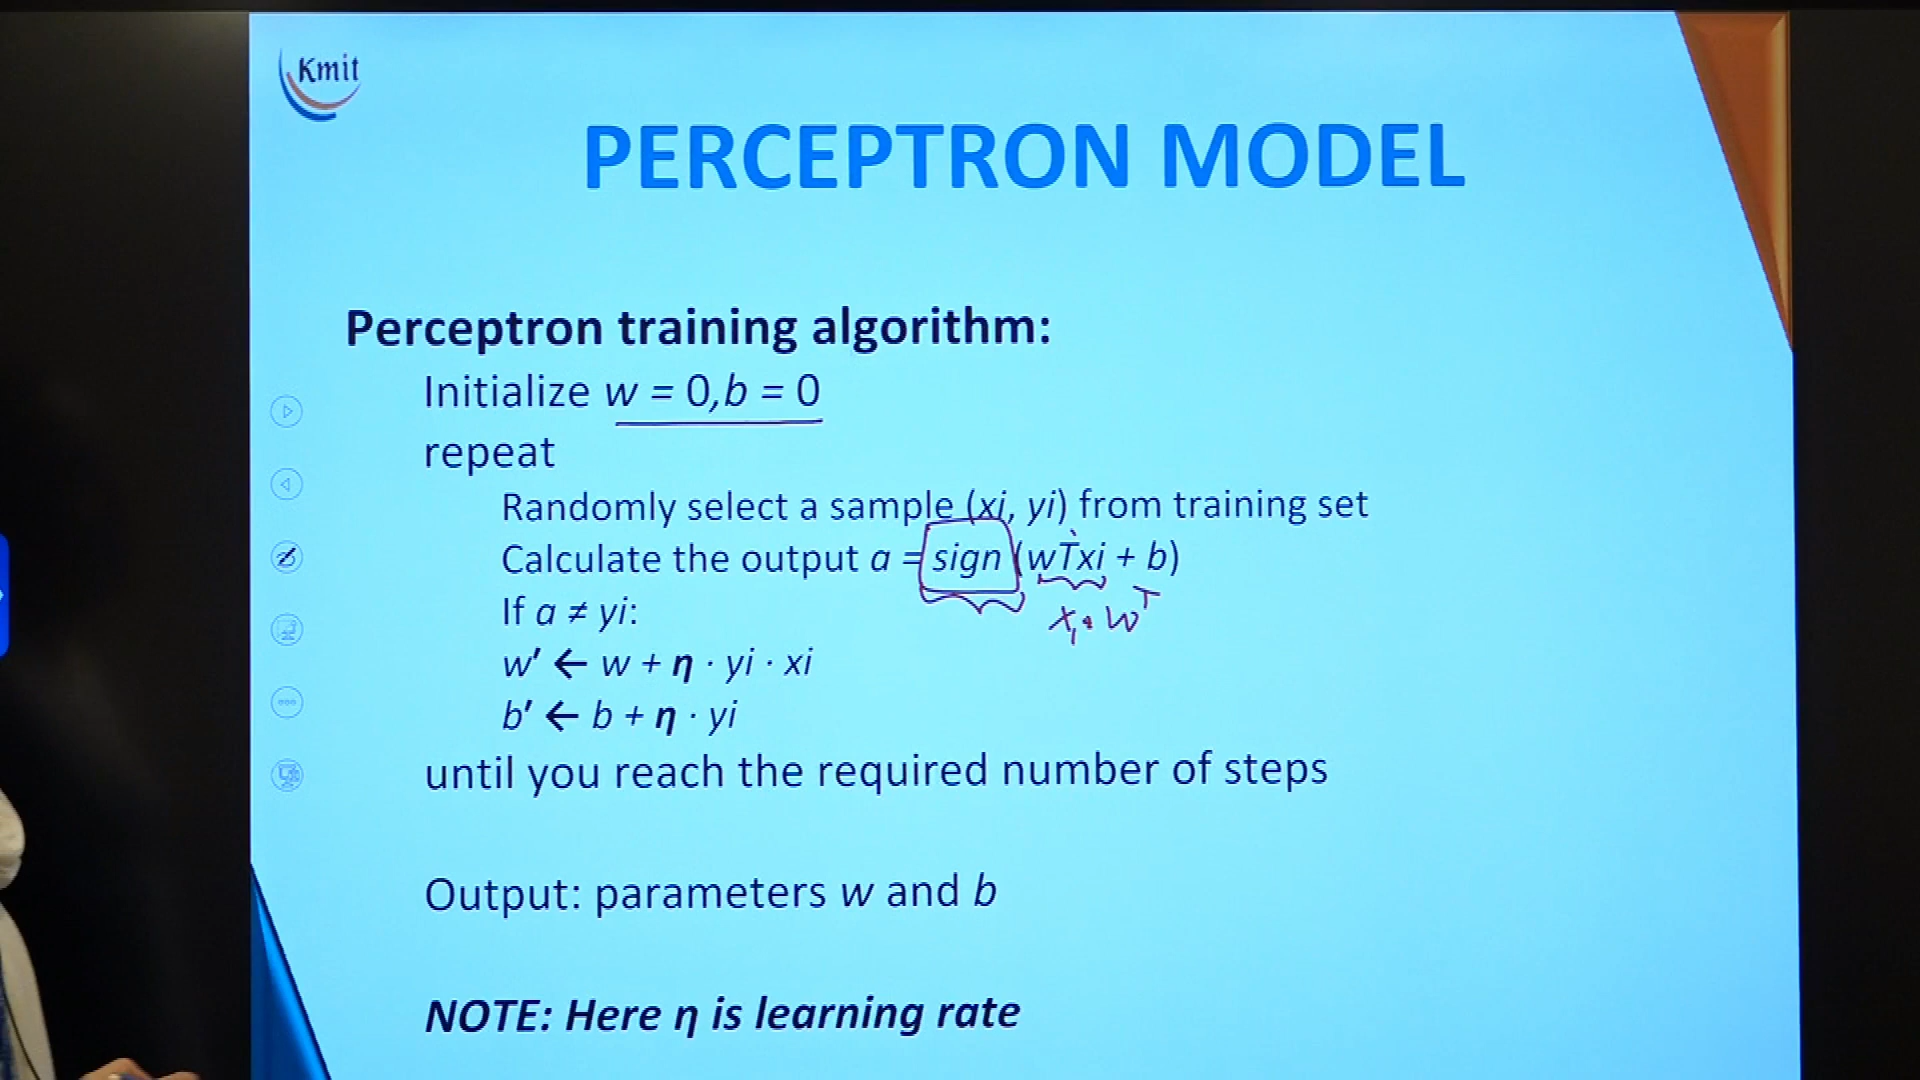 Kmit
PERCEPTRON MODEL
Perceptron training algorithm:
Initialize w = 0,b = 0
repeat
Randomly select a sample (xi, yi) from training set
Calculate the output a = sign (wTxi + b)
x₁ • wᵀ
If a ≠ yi:
w′ ← w + η · yi · xi
b′ ← b + η · yi
until you reach the required number of steps
Output: parameters w and b
NOTE: Here η is learning rate